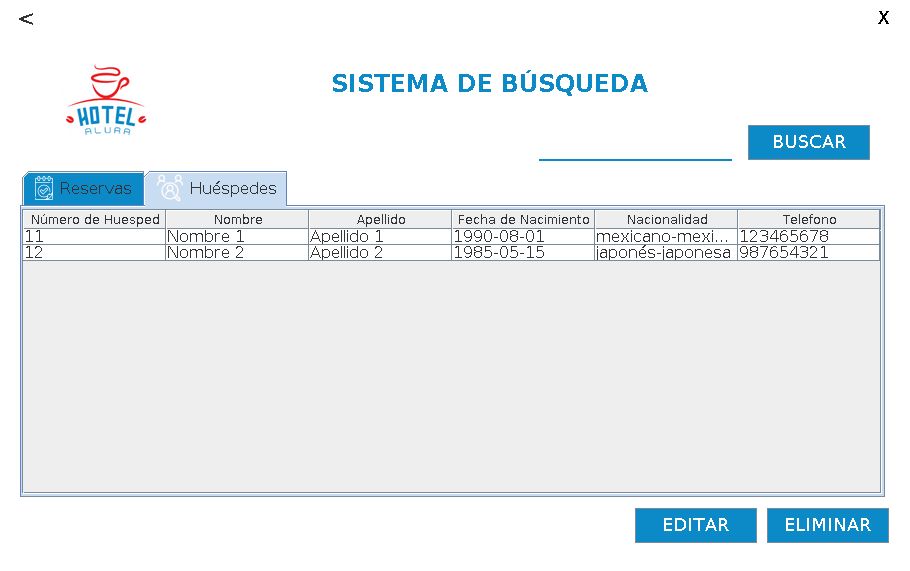 <
X
HOTEL
ALURA
SISTEMA DE BÚSQUEDA
BUSCAR
Reservas Huéspedes
Número de Huesped Nombre Apellido Fecha de Nacimiento Nacionalidad Telefono
11 Nombre 1 Apellido 1 1990-08-01 mexicano-mexi... 123465678
12 Nombre 2 Apellido 2 1985-05-15 japonés-japonesa 987654321
EDITAR ELIMINAR